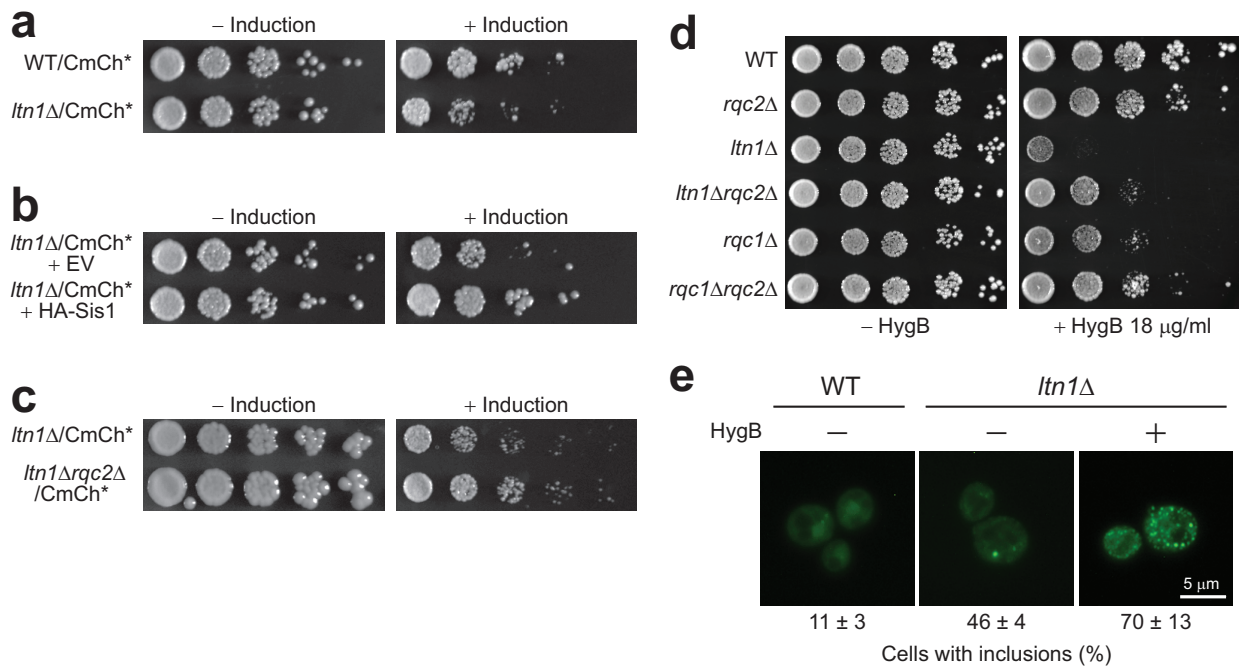 a
– Induction
+ Induction
WT/CmCh*
ltn1Δ/CmCh*
b
– Induction
+ Induction
ltn1Δ/CmCh*
+ EV
ltn1Δ/CmCh*
+ HA-Sis1
c
– Induction
+ Induction
ltn1Δ/CmCh*
ltn1Δrqc2Δ
/CmCh*
d
WT
rqc2Δ
ltn1Δ
ltn1Δrqc2Δ
rqc1Δ
rqc1Δrqc2Δ
– HygB
+ HygB 18 μg/ml
e
WT
ltn1Δ
HygB – – +
5 μm
11 ± 3
46 ± 4
70 ± 13
Cells with inclusions (%)